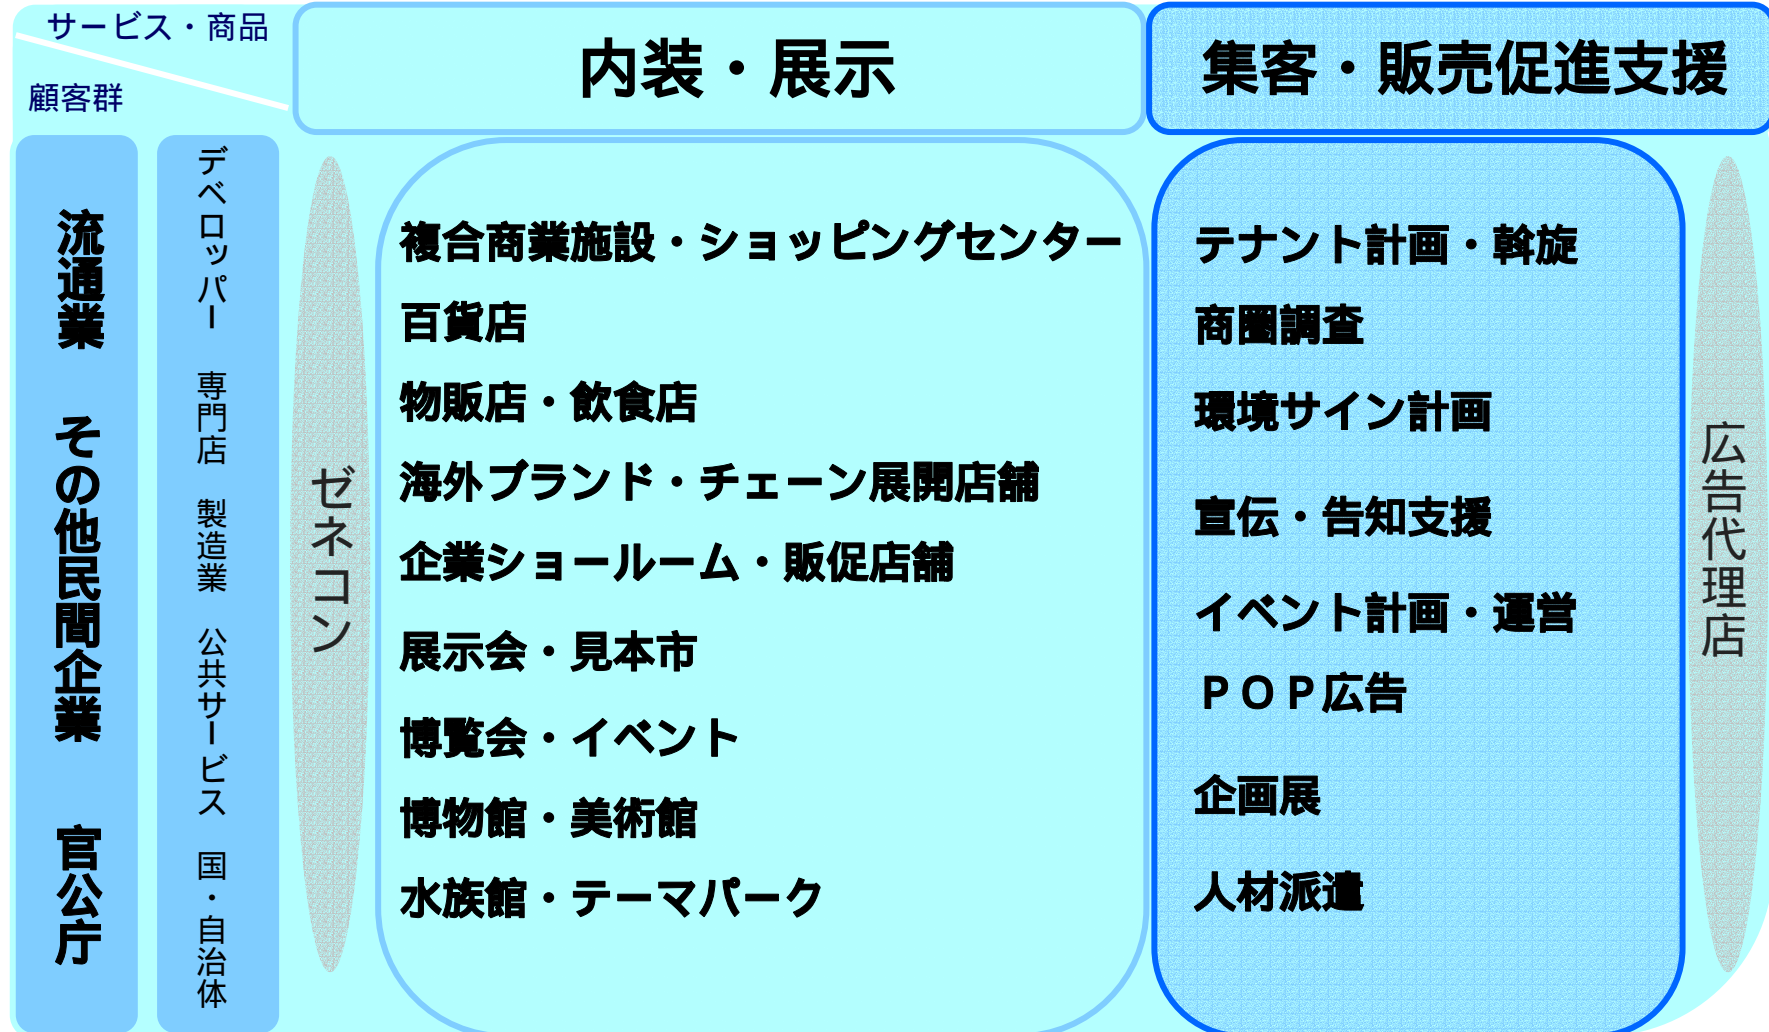 サービス・商品
顧客群
内装・展示
集客・販売促進支援
流通業　その他民間企業　官公庁
デベロッパー　専門店　製造業　公共サービス　国・自治体
ゼネコン
複合商業施設・ショッピングセンター
百貨店
物販店・飲食店
海外ブランド・チェーン展開店舗
企業ショールーム・販促店舗
展示会・見本市
博覧会・イベント
博物館・美術館
水族館・テーマパーク
テナント計画・斡旋
商圏調査
環境サイン計画
宣伝・告知支援
イベント計画・運営
ＰＯＰ広告
企画展
人材派遣
広告代理店